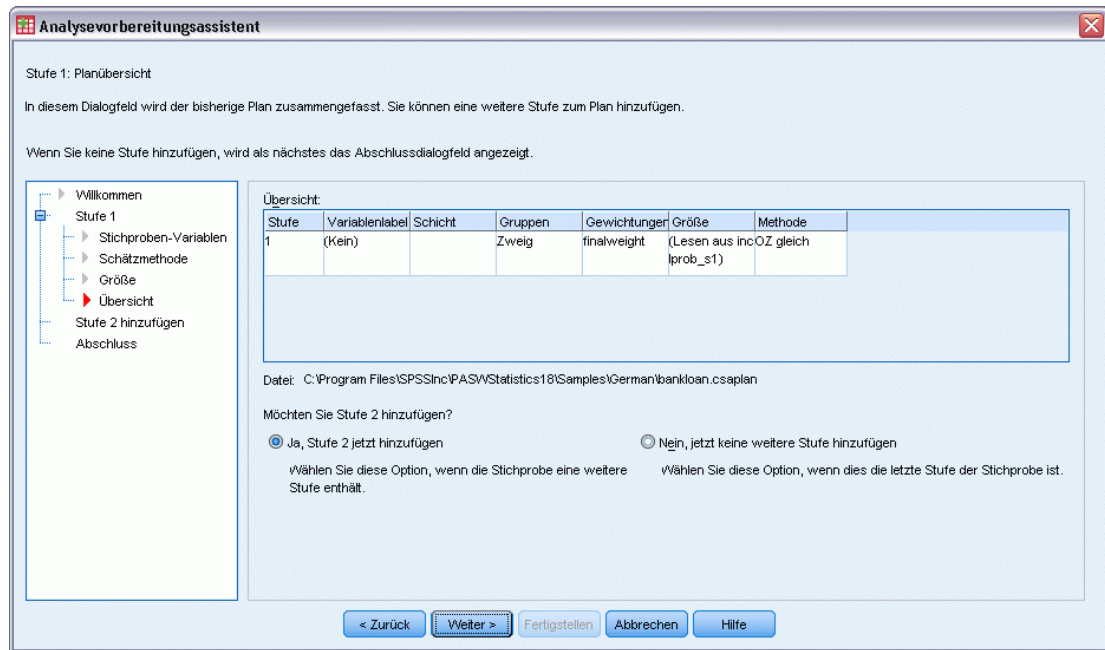 Analysevorbereitungsassistent
Stufe 1: Planübersicht
In diesem Dialogfeld wird der bisherige Plan zusammengefasst. Sie können eine weitere Stufe zum Plan hinzufügen.
Wenn Sie keine Stufe hinzufügen, wird als nächstes das Abschlussdialogfeld angezeigt.
Willkommen
Stufe 1
Stichproben-Variablen
Schätzmethode
Größe
Übersicht
Stufe 2 hinzufügen
Abschluss
Übersicht:
Stufe Variablenlabel Schicht Gruppen Gewichtungen Größe Methode
1 (Kein) Zweig finalweight (Lesen aus inc OZ gleich
lprob_s1)
Datei: C:\Program Files\SPSSInc\PASWStatistics18\Samples\German\bankloan.csaplan
Möchten Sie Stufe 2 hinzufügen?
Ja, Stufe 2 jetzt hinzufügen Nein, jetzt keine weitere Stufe hinzufügen
Wählen Sie diese Option, wenn die Stichprobe eine weitere Wählen Sie diese Option, wenn dies die letzte Stufe der Stichprobe ist.
Stufe enthält.
< Zurück Weiter > Fertigstellen Abbrechen Hilfe